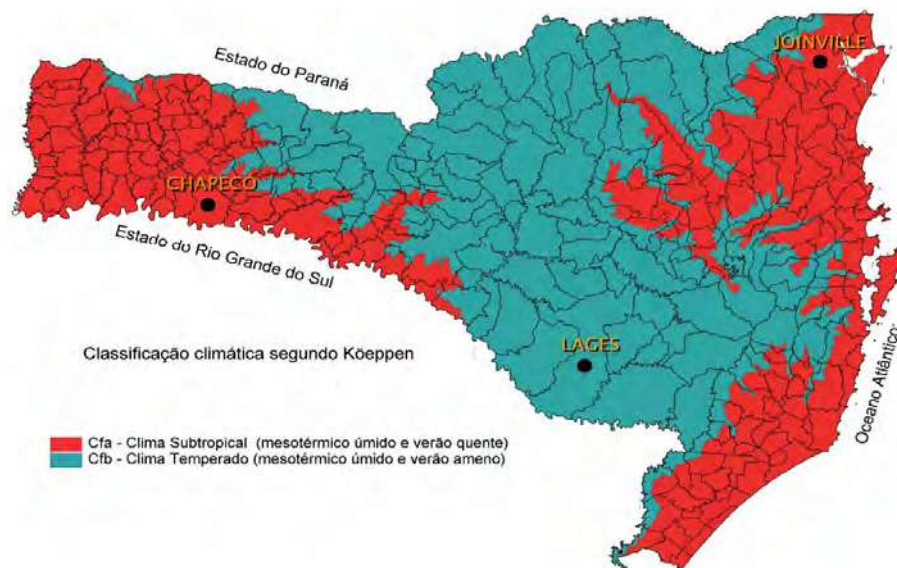 JOINVILLE
Estado do Paraná
CHAPECÓ
Estado do Rio Grande do Sul
LAGES
Classificação climática segundo Köeppen
Oceano Atlântico
Cfa - Clima Subtropical (mesotérmico úmido e verão quente)
Cfb - Clima Temperado (mesotérmico úmido e verão ameno)